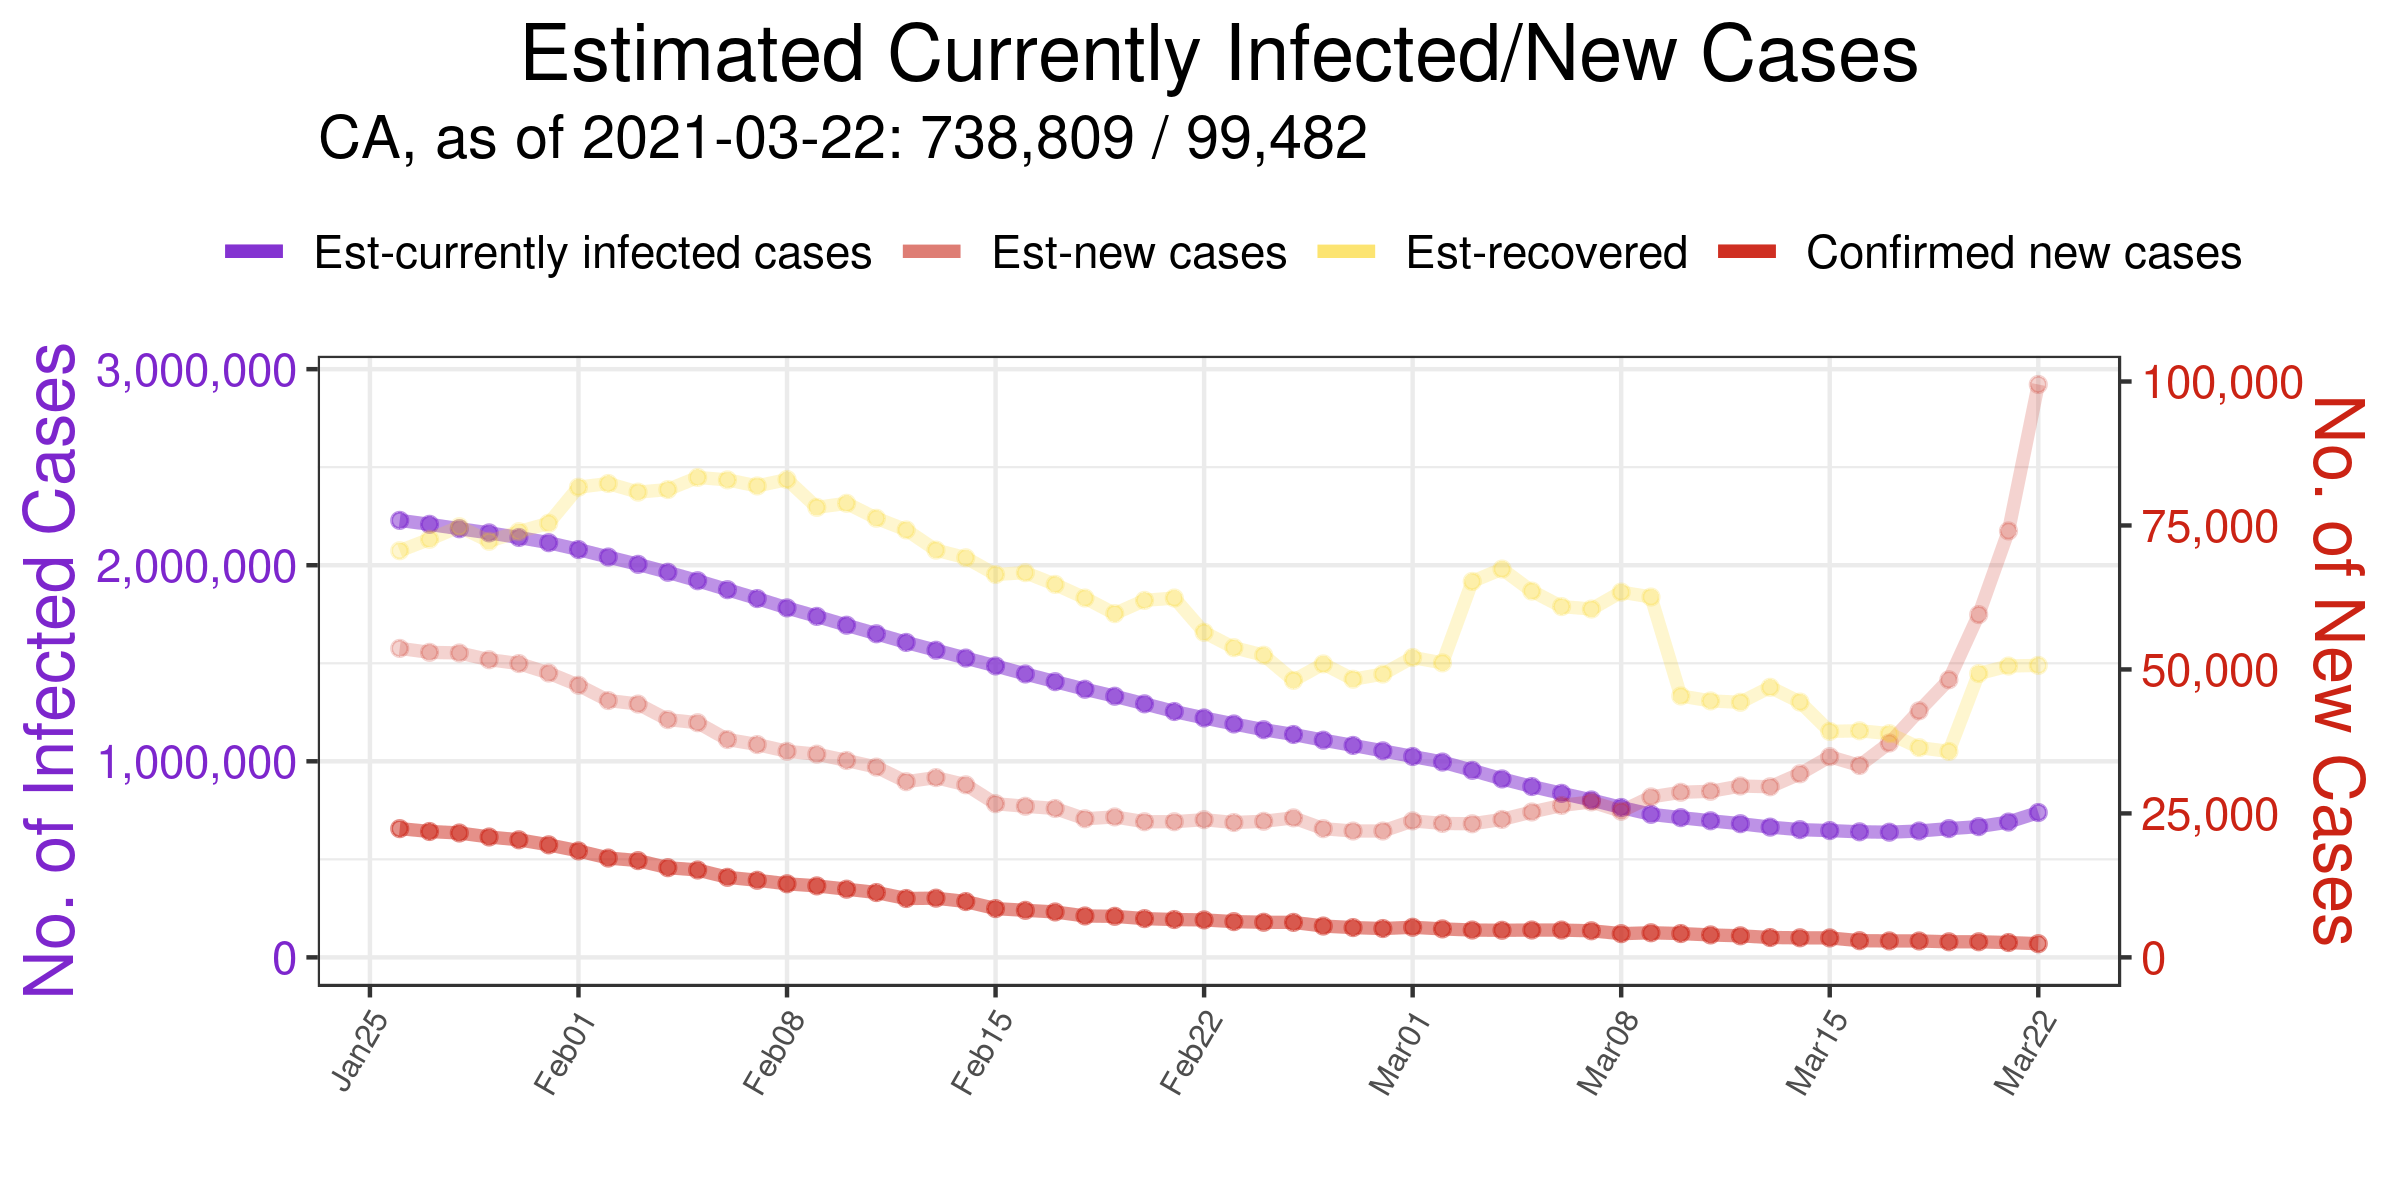 Estimated Currently Infected/New Cases
CA, as of 2021-03-22: 738,809 / 99,482
Est-currently infected cases Est-new cases Est-recovered Confirmed new cases
No. of Infected Cases
3,000,000
2,000,000
1,000,000
0
100,000
75,000
50,000
25,000
0
No. of New Cases
Jan25 Feb01 Feb08 Feb15 Feb22 Mar01 Mar08 Mar15 Mar22